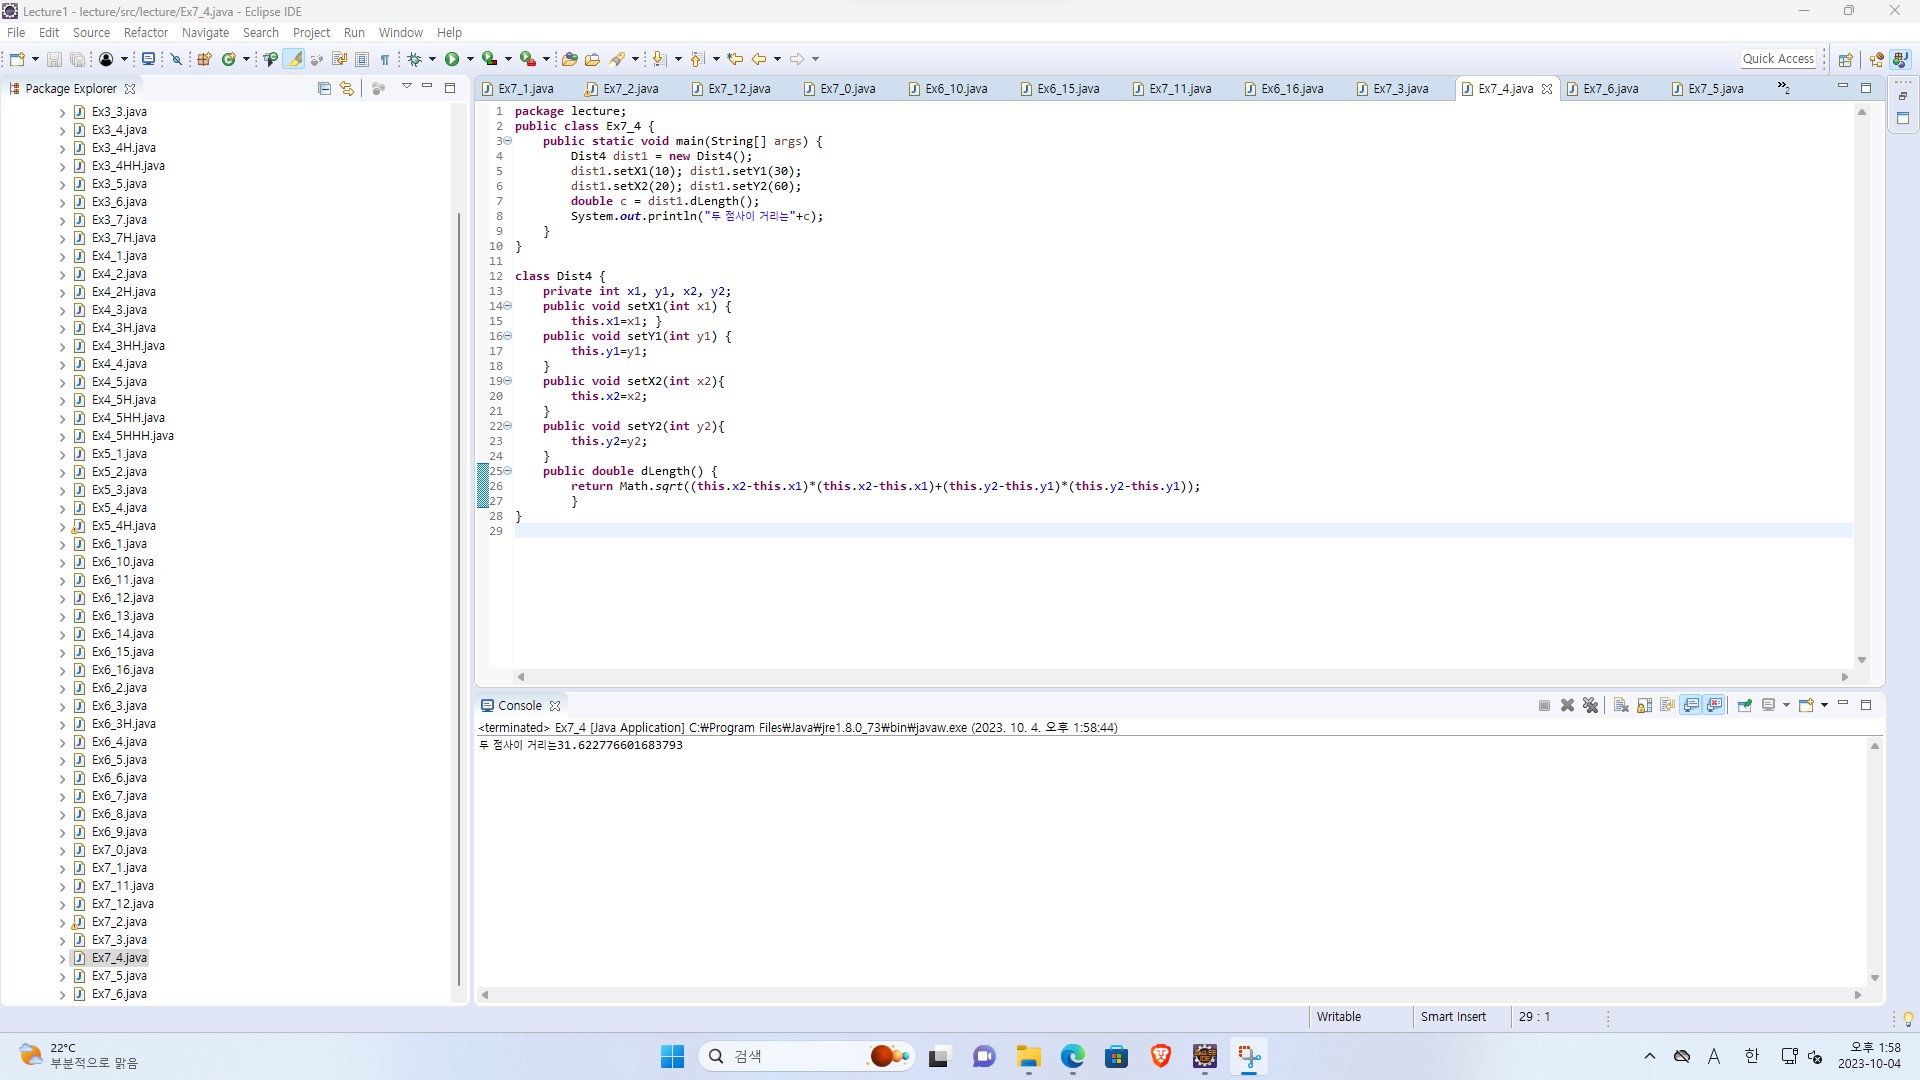 Lecture1 - lecture/src/lecture/Ex7_4.java - Eclipse IDE
File Edit Source Refactor Navigate Search Project Run Window Help
Quick Access
Package Explorer
Ex3_3.java
Ex3_4.java
Ex3_4H.java
Ex3_4HH.java
Ex3_5.java
Ex3_6.java
Ex3_7.java
Ex3_7H.java
Ex4_1.java
Ex4_2.java
Ex4_2H.java
Ex4_3.java
Ex4_3H.java
Ex4_3HH.java
Ex4_4.java
Ex4_5.java
Ex4_5H.java
Ex4_5HH.java
Ex4_5HHH.java
Ex5_1.java
Ex5_2.java
Ex5_3.java
Ex5_4.java
Ex5_4H.java
Ex6_1.java
Ex6_10.java
Ex6_11.java
Ex6_12.java
Ex6_13.java
Ex6_14.java
Ex6_15.java
Ex6_16.java
Ex6_2.java
Ex6_3.java
Ex6_3H.java
Ex6_4.java
Ex6_5.java
Ex6_6.java
Ex6_7.java
Ex6_8.java
Ex6_9.java
Ex7_0.java
Ex7_1.java
Ex7_11.java
Ex7_12.java
Ex7_2.java
Ex7_3.java
Ex7_4.java
Ex7_5.java
Ex7_6.java
Ex7_1.java Ex7_2.java Ex7_12.java Ex7_0.java Ex6_10.java Ex6_15.java Ex7_11.java Ex6_16.java Ex7_3.java Ex7_4.java Ex7_6.java Ex7_5.java »2
1 package lecture;
2 public class Ex7_4 {
3 public static void main(String[] args) {
4 Dist4 dist1 = new Dist4();
5 dist1.setX1(10); dist1.setY1(30);
6 dist1.setX2(20); dist1.setY2(60);
7 double c = dist1.dLength();
8 System.out.println("두 점사이 거리는"+c);
9 }
10 }
11
12 class Dist4 {
13 private int x1, y1, x2, y2;
14 public void setX1(int x1) {
15 this.x1=x1; }
16 public void setY1(int y1) {
17 this.y1=y1;
18 }
19 public void setX2(int x2){
20 this.x2=x2;
21 }
22 public void setY2(int y2){
23 this.y2=y2;
24 }
25 public double dLength() {
26 return Math.sqrt((this.x2-this.x1)*(this.x2-this.x1)+(this.y2-this.y1)*(this.y2-this.y1));
27 }
28 }
29
Console
<terminated> Ex7_4 [Java Application] C:₩Program Files₩Java₩jre1.8.0_73₩bin₩javaw.exe (2023. 10. 4. 오후 1:58:44)
두 점사이 거리는31.622776601683793
Writable Smart Insert 29 : 1
22°C
부분적으로 맑음
검색
A 한
오후 1:58
2023-10-04